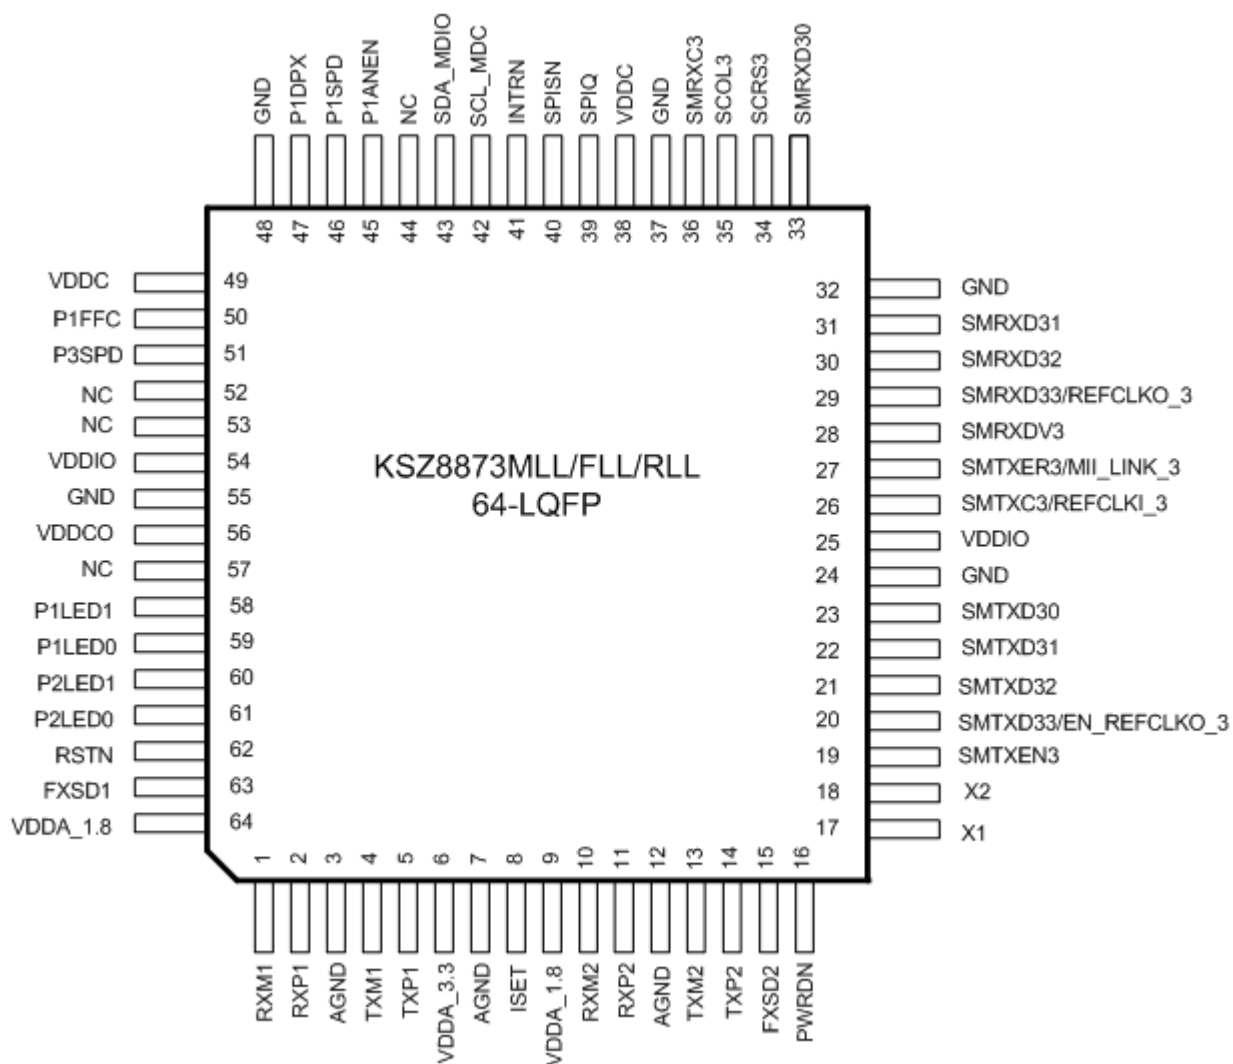 GND
P1DPX
P1SPD
P1ANEN
NC
SDA_MDIO
SCL_MDC
INTRN
SPISN
SPIQ
VDDC
GND
SMRXC3
SCOL3
SCRS3
SMRXD30
48
47
46
45
44
43
42
41
40
39
38
37
36
35
34
33
VDDC 49
P1FFC 50
P3SPD 51
NC 52
NC 53
VDDIO 54
GND 55
VDDCO 56
NC 57
P1LED1 58
P1LED0 59
P2LED1 60
P2LED0 61
RSTN 62
FXSD1 63
VDDA_1.8 64
KSZ8873MLL/FLL/RLL
64-LQFP
32 GND
31 SMRXD31
30 SMRXD32
29 SMRXD33/REFCLKO_3
28 SMRXDV3
27 SMTXER3/MII_LINK_3
26 SMTXC3/REFCLKI_3
25 VDDIO
24 GND
23 SMTXD30
22 SMTXD31
21 SMTXD32
20 SMTXD33/EN_REFCLKO_3
19 SMTXEN3
18 X2
17 X1
1
2
3
4
5
6
7
8
9
10
11
12
13
14
15
16
RXM1
RXP1
AGND
TXM1
TXP1
VDDA_3.3
AGND
ISET
VDDA_1.8
RXM2
RXP2
AGND
TXM2
TXP2
FXSD2
PWRDN